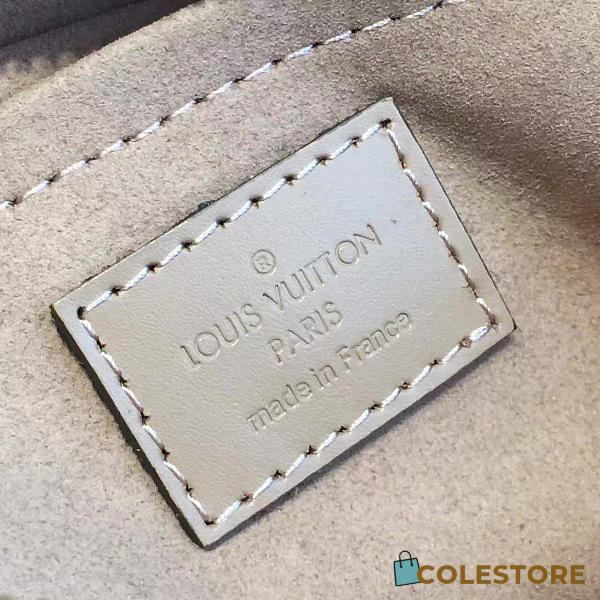 ®
LOUIS VUITTON
PARIS
made in France
COLESTORE